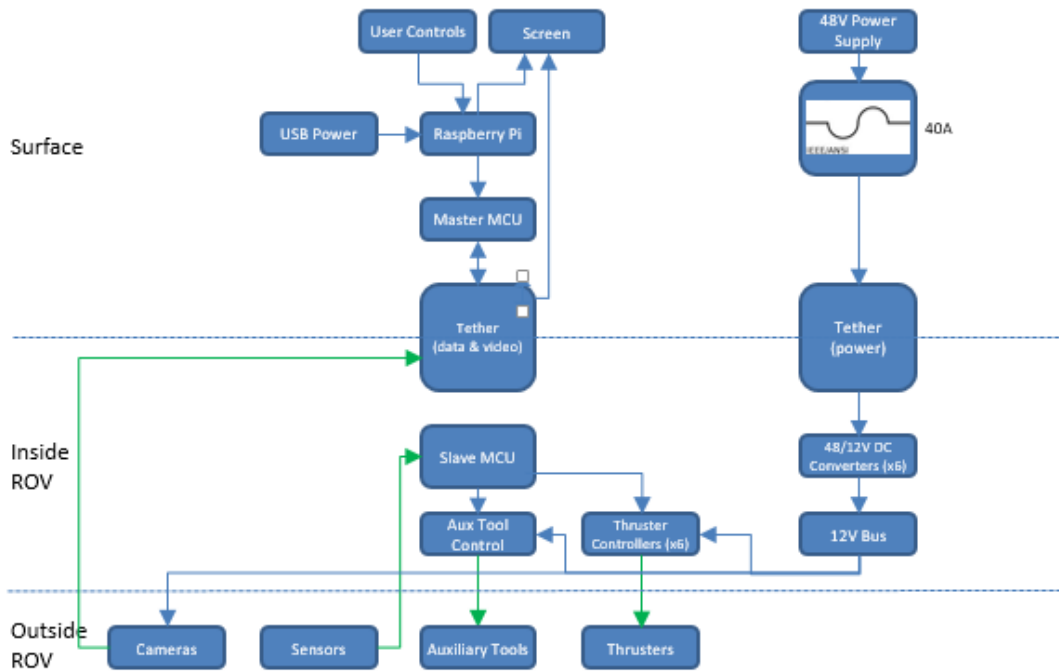 User Controls
Screen
48V Power
Supply
USB Power
Raspberry Pi
IEEE/ANSI
40A
Surface
Master MCU
Tether
(data & video)
Tether
(power)
Inside
ROV
Slave MCU
48/12V DC
Converters (x6)
Aux Tool
Control
Thruster
Controllers (x6)
12V Bus
Outside
ROV
Cameras
Sensors
Auxiliary Tools
Thrusters